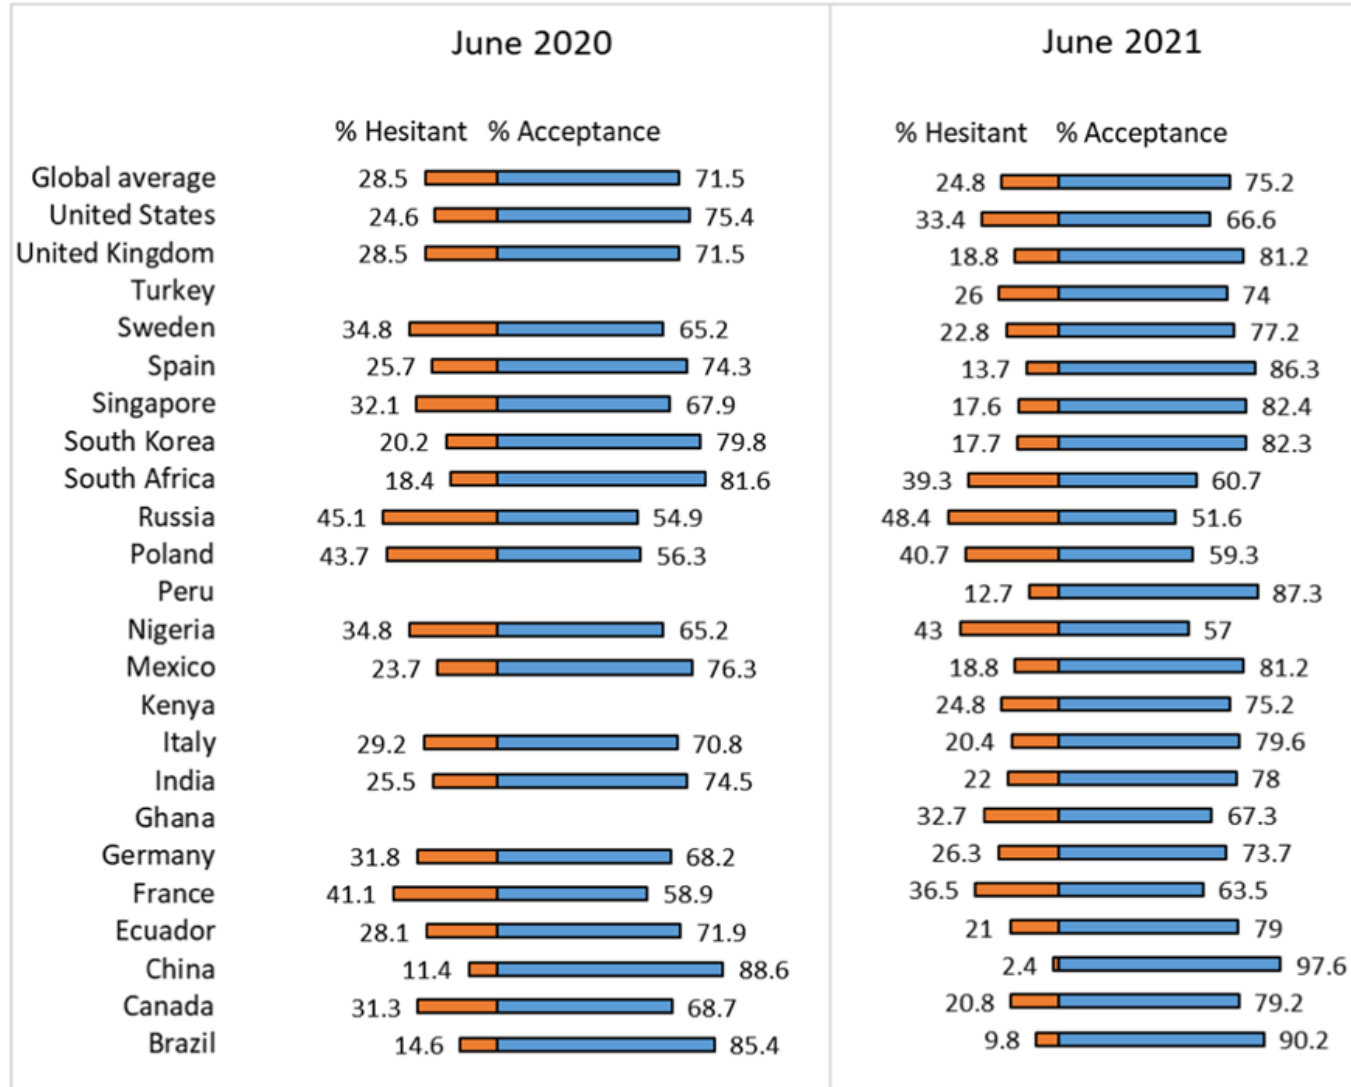 June 2020 June 2021
% Hesitant % Acceptance % Hesitant % Acceptance
Global average 28.5 71.5 24.8 75.2
United States 24.6 75.4 33.4 66.6
United Kingdom 28.5 71.5 18.8 81.2
Turkey 26 74
Sweden 34.8 65.2 22.8 77.2
Spain 25.7 74.3 13.7 86.3
Singapore 32.1 67.9 17.6 82.4
South Korea 20.2 79.8 17.7 82.3
South Africa 18.4 81.6 39.3 60.7
Russia 45.1 54.9 48.4 51.6
Poland 43.7 56.3 40.7 59.3
Peru 12.7 87.3
Nigeria 34.8 65.2 43 57
Mexico 23.7 76.3 18.8 81.2
Kenya 24.8 75.2
Italy 29.2 70.8 20.4 79.6
India 25.5 74.5 22 78
Ghana 32.7 67.3
Germany 31.8 68.2 26.3 73.7
France 41.1 58.9 36.5 63.5
Ecuador 28.1 71.9 21 79
China 11.4 88.6 2.4 97.6
Canada 31.3 68.7 20.8 79.2
Brazil 14.6 85.4 9.8 90.2